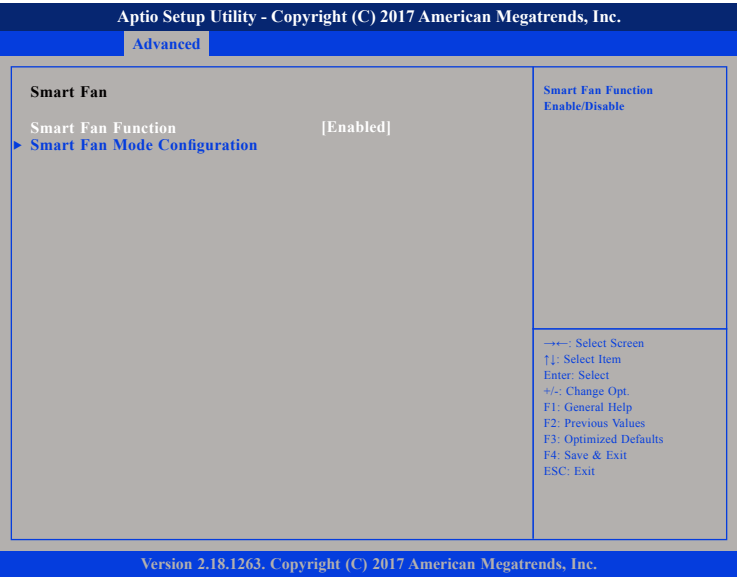 Aptio Setup Utility - Copyright (C) 2017 American Megatrends, Inc.
Advanced
Smart Fan
Smart Fan Function [Enabled]
► Smart Fan Mode Configuration
Smart Fan Function
Enable/Disable
→←: Select Screen
↑↓: Select Item
Enter: Select
+/-: Change Opt.
F1: General Help
F2: Previous Values
F3: Optimized Defaults
F4: Save & Exit
ESC: Exit
Version 2.18.1263. Copyright (C) 2017 American Megatrends, Inc.